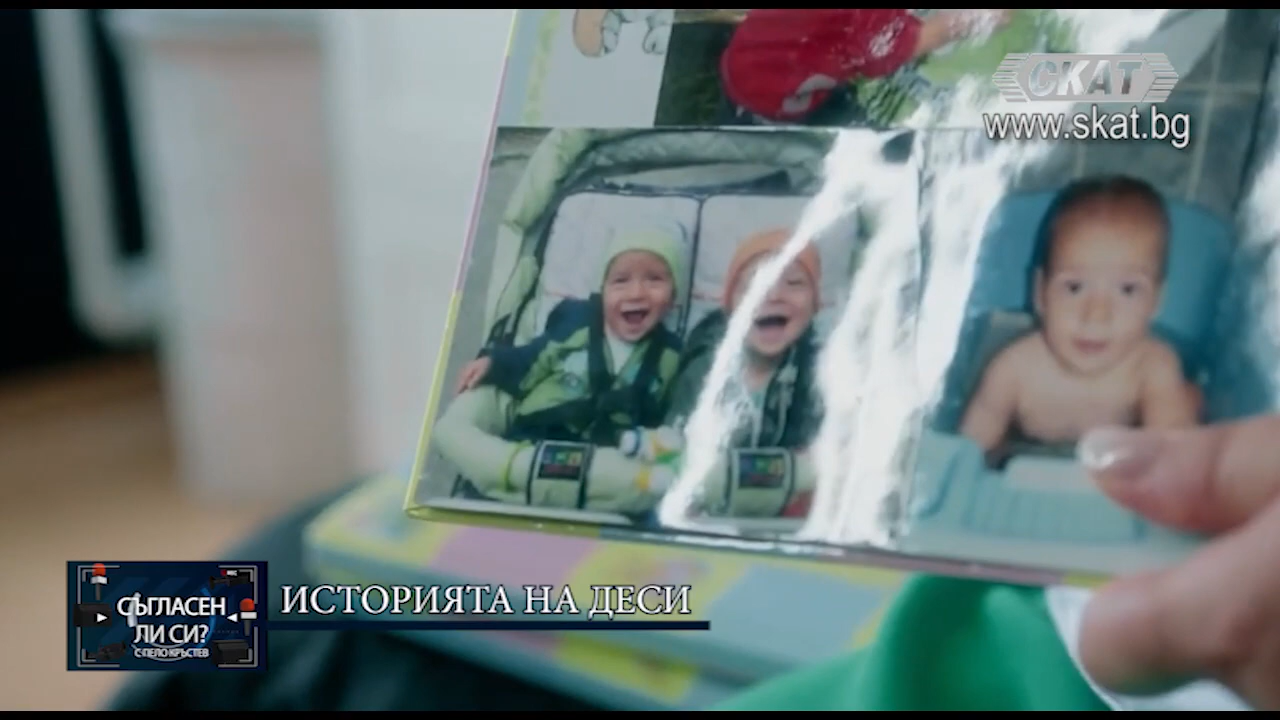 СКАТ
www.skat.bg
СЪГЛАСЕН
ЛИ СИ?
С ПЕЛО КРЪСТЕВ
ИСТОРИЯТА НА ДЕСИ